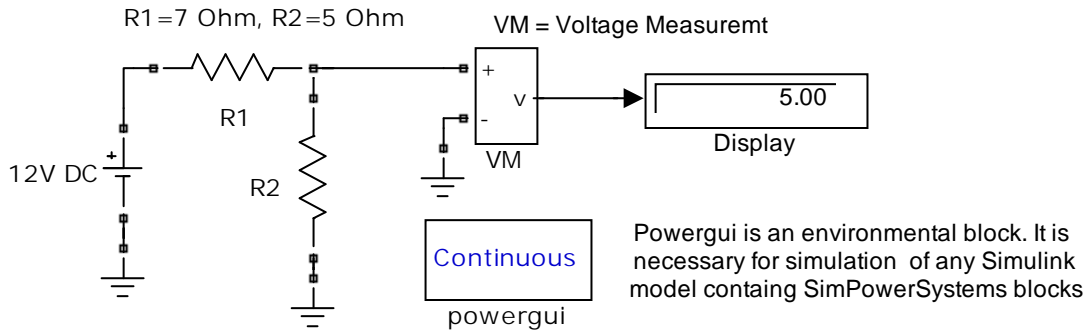 R1=7 Ohm, R2=5 Ohm
VM = Voltage Measuremt
+
v
-
VM
5.00
Display
R1
+
12V DC
R2
Continuous
powergui
Powergui is an environmental block. It is
necessary for simulation of any Simulink
model containg SimPowerSystems blocks